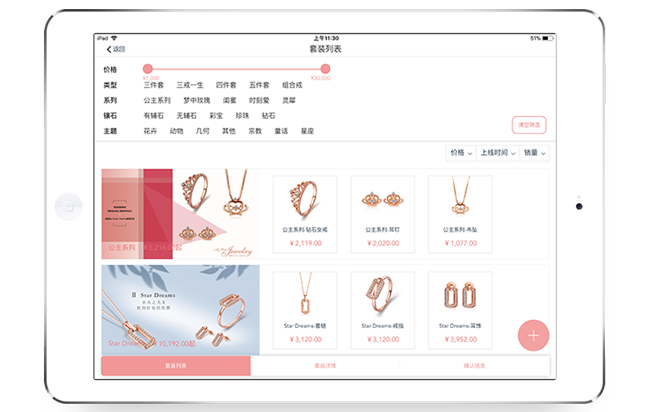 iPad 上午11:30 51%
返回 套装列表
价格
¥1,000 ¥30,000
类型 三件套 三戒一生 四件套 五件套 组合戒
系列 公主系列 梦中玫瑰 闺蜜 时刻爱 灵犀
镶石 有辅石 无辅石 彩宝 珍珠 钻石
主题 花卉 动物 几何 其他 宗教 童话 星座
清空筛选
价格 上线时间 销量
公主系列 ¥ 5,216.00起
Jewelry
公主系列-钻石女戒
¥ 2,119.00
公主系列-耳钉
¥ 2,020.00
公主系列-吊坠
¥ 1,077.00
Star Dreams
Star Dreams ¥ 10,192.00起
Star Dreams-套链
¥ 3,120.00
Star Dreams-戒指
¥ 3,120.00
Star Dreams-耳饰
¥ 3,952.00
套装列表 套装详情 确认信息